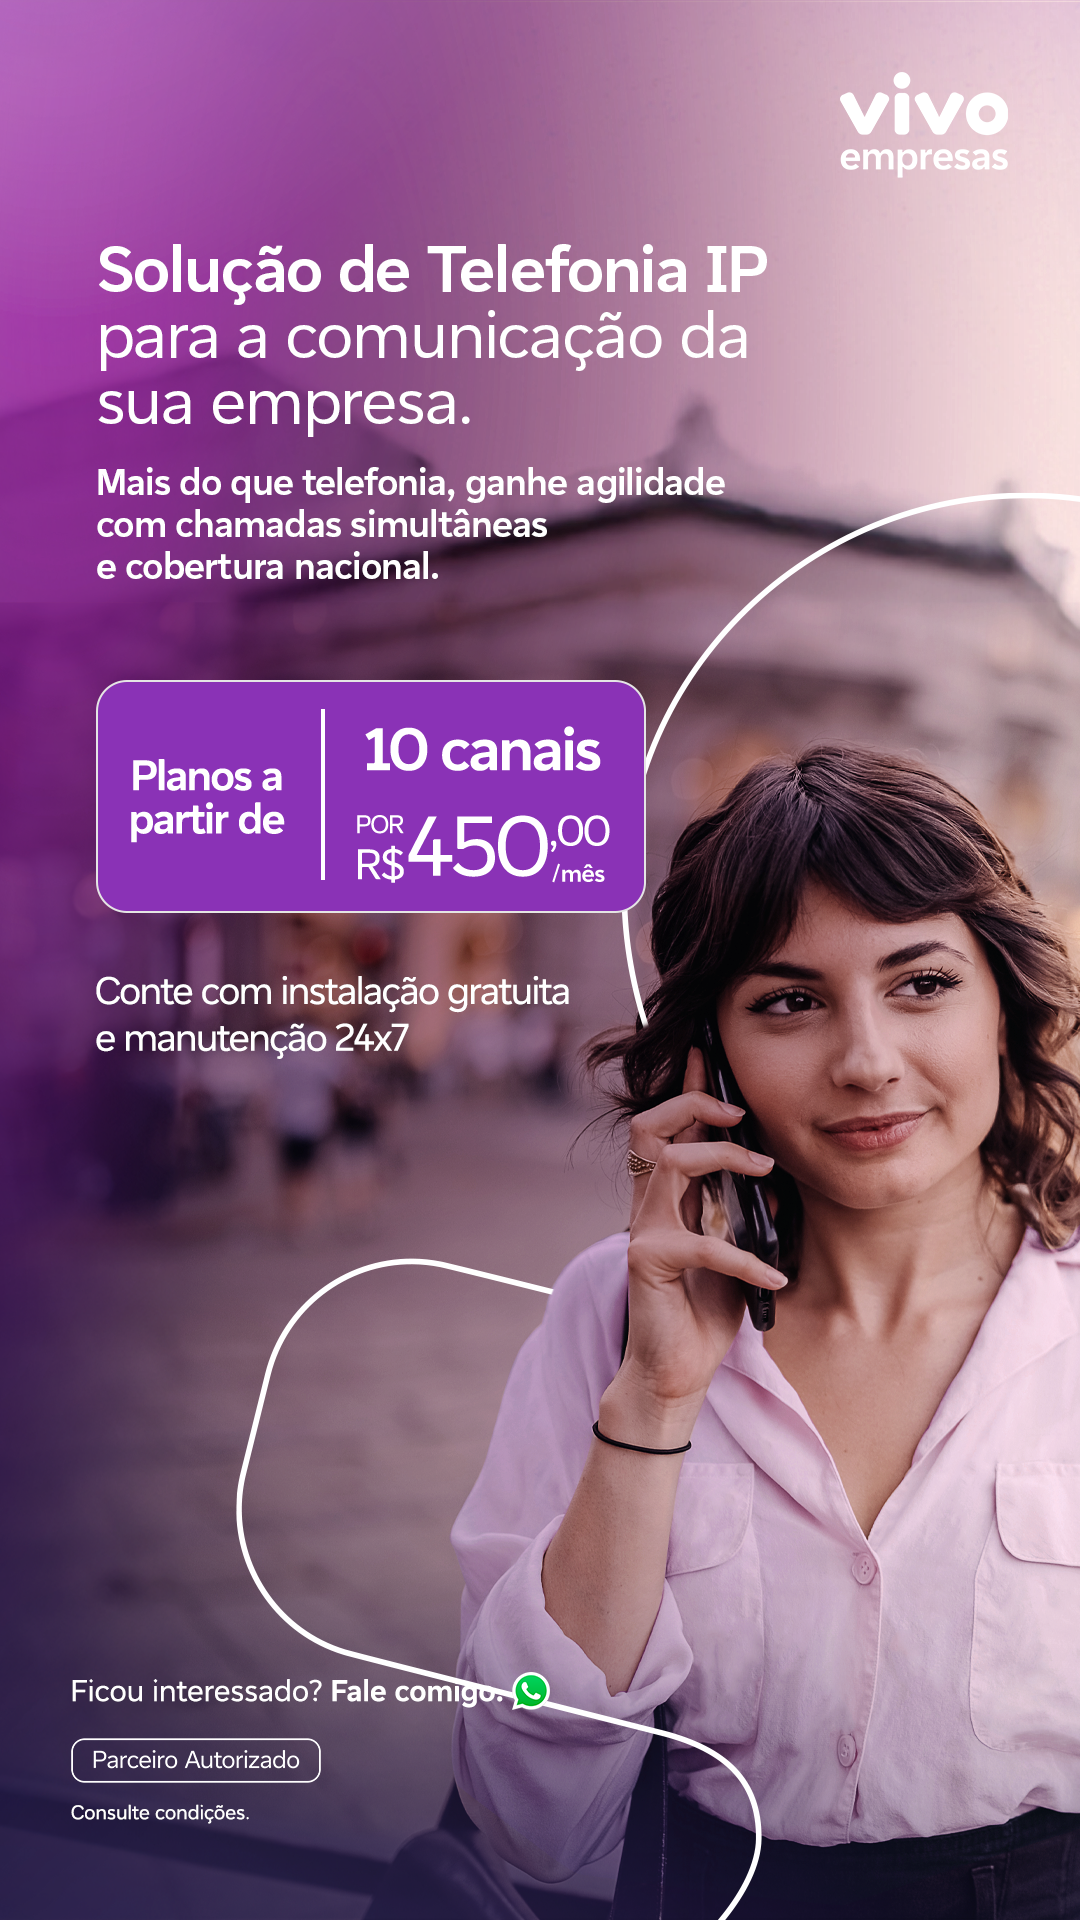 vivo
empresas
Solução de Telefonia IP
para a comunicação da
sua empresa.
Mais do que telefonia, ganhe agilidade
com chamadas simultâneas
e cobertura nacional.
Planos a
partir de
10 canais
POR
R$450,00
/mês
Conte com instalação gratuita
e manutenção 24x7
Ficou interessado? Fale comigo.
Parceiro Autorizado
Consulte condições.